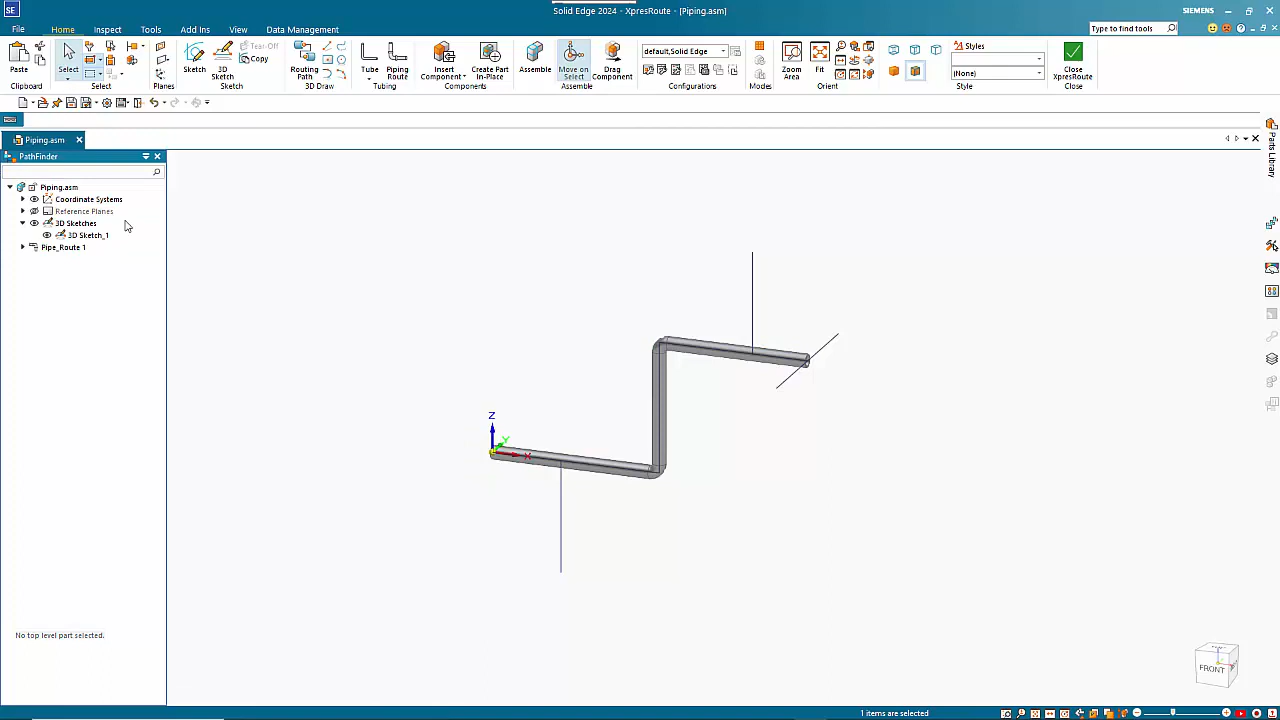 SE
Solid Edge 2024 - XpresRoute - [Piping.asm]
SIEMENS
File
Home
Inspect
Tools
Add Ins
View
Data Management
Type to find tools
Paste
Select
Tear-Off
Copy
Sketch
3D Sketch
Routing Path
Tube
Piping Route
Insert Component
Create Part In-Place
Assemble
Move on Select
Drag Component
default,Solid Edge
Zoom Area
Fit
Styles
(None)
Close XpresRoute
Clipboard
Select
Planes
Sketch
3D Draw
Tubing
Components
Assemble
Configurations
Modes
Orient
Style
Close
Piping.asm
PathFinder
Piping.asm
Coordinate Systems
Reference Planes
3D Sketches
3D Sketch_1
Pipe_Route 1
Z
Y
X
No top level part selected.
FRONT
1 items are selected
Parts Library